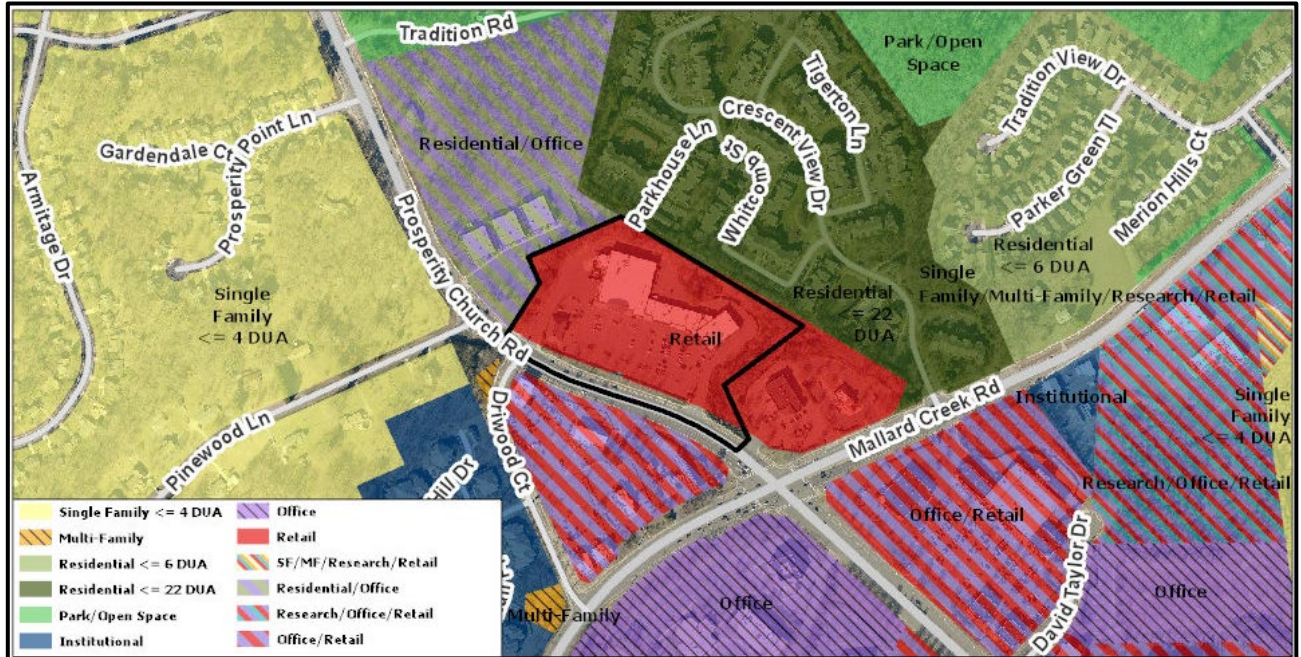 Tradition Rd
Park/Open
Space
Tradition View Dr
Tigerton Ln
Crescent View Dr
Residential/Office
Gardendale Ct
Prosperity Point Ln
Parkhouse Ln
Whitcomb St
Parker Green Tl
Merion Hills Ct
Armitage Dr
Prosperity Church Rd
Residential
<= 6 DUA
Single
Family/Multi-Family/Research/Retail
Single
Family
<= 4 DUA
Residential
<= 22
DUA
Retail
Pinewood Ln
Driwood Ct
Mallard Creek Rd
Institutional
Single
Family
<= 4 DUA
Research/Office/Retail
Office/Retail
David Taylor Dr
Office
Office
Multi-Family
Hill Dr
Single Family <= 4 DUA
Multi-Family
Residential <= 6 DUA
Residential <= 22 DUA
Park/Open Space
Institutional
Office
Retail
SF/MF/Research/Retail
Residential/Office
Research/Office/Retail
Office/Retail